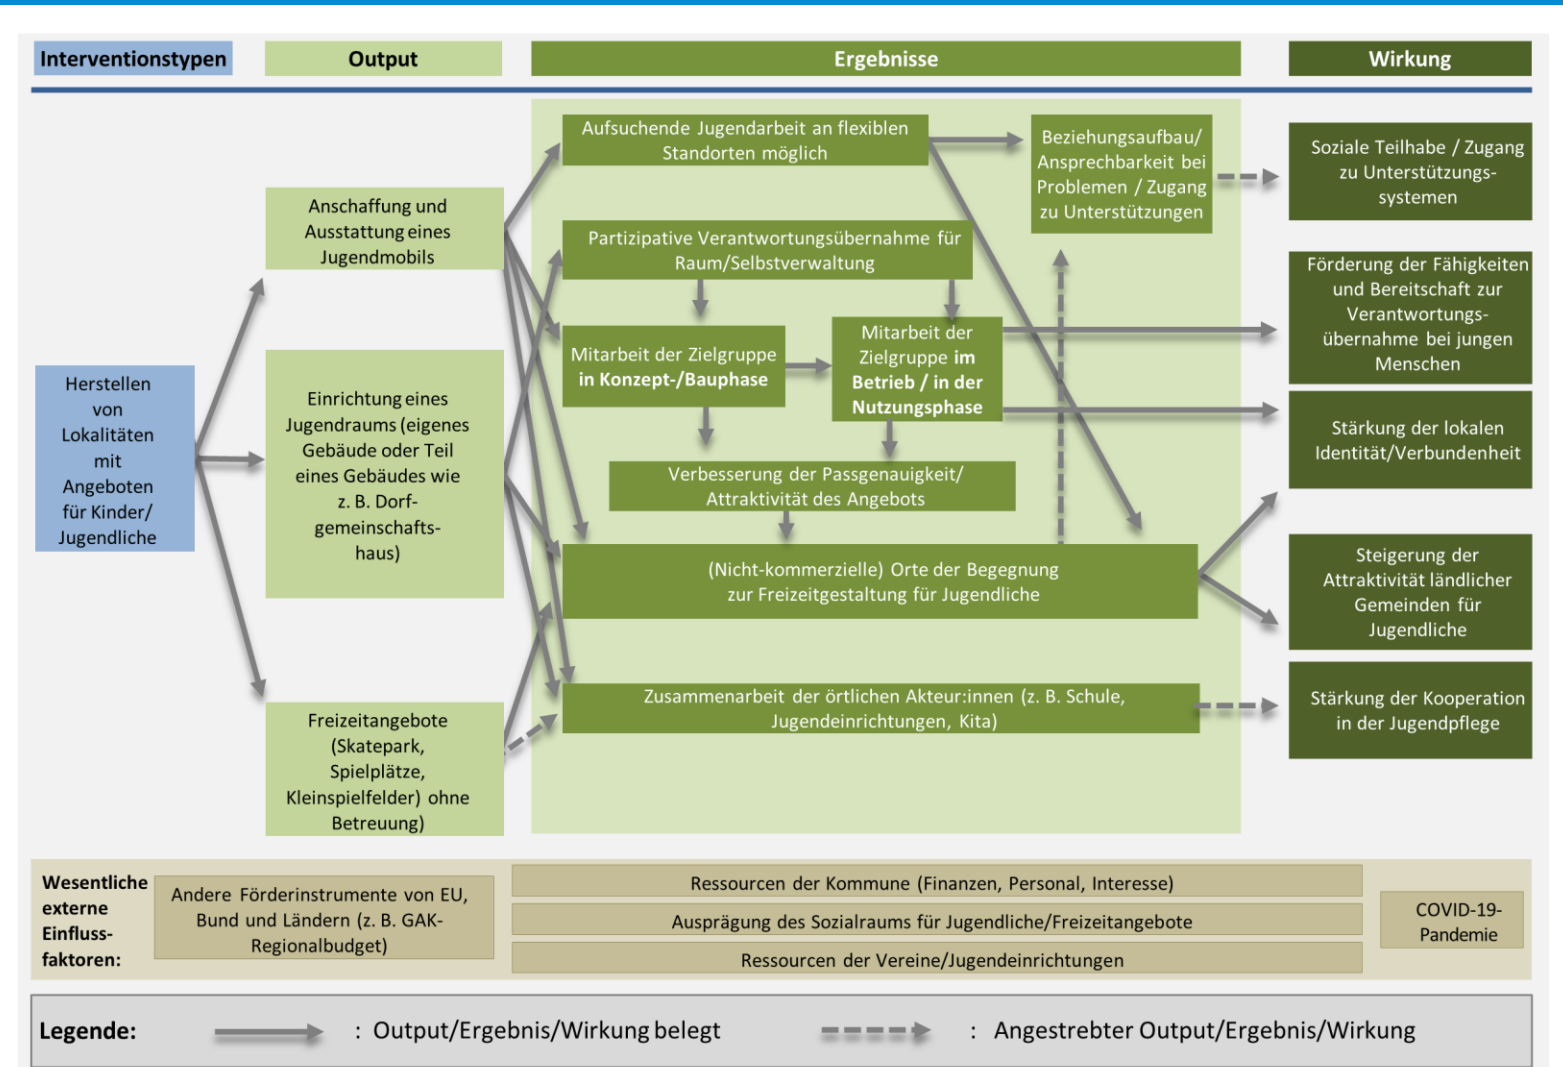 Interventionstypen
Output
Ergebnisse
Wirkung
Herstellen
von
Lokalitäten
mit
Angeboten
für Kinder/
Jugendliche
Anschaffung und
Ausstattung eines
Jugendmobils
Einrichtung eines
Jugendraums (eigenes
Gebäude oder Teil
eines Gebäudes wie
z. B. Dorf-
gemeinschafts-
haus)
Freizeitangebote
(Skatepark,
Spielplätze,
Kleinspielfelder) ohne
Betreuung)
Aufsuchende Jugendarbeit an flexiblen
Standorten möglich
Beziehungsaufbau/
Ansprechbarkeit bei
Problemen / Zugang
zu Unterstützungen
Partizipative Verantwortungsübernahme für
Raum/Selbstverwaltung
Mitarbeit der Zielgruppe
in Konzept-/Bauphase
Mitarbeit der
Zielgruppe im
Betrieb / in der
Nutzungsphase
Verbesserung der Passgenauigkeit/
Attraktivität des Angebots
(Nicht-kommerzielle) Orte der Begegnung
zur Freizeitgestaltung für Jugendliche
Zusammenarbeit der örtlichen Akteur:innen (z. B. Schule,
Jugendeinrichtungen, Kita)
Soziale Teilhabe / Zugang
zu Unterstützungs-
systemen
Förderung der Fähigkeiten
und Bereitschaft zur
Verantwortungs-
übernahme bei jungen
Menschen
Stärkung der lokalen
Identität/Verbundenheit
Steigerung der
Attraktivität ländlicher
Gemeinden für
Jugendliche
Stärkung der Kooperation
in der Jugendpflege
Wesentliche
externe
Einfluss-
faktoren:
Andere Förderinstrumente von EU,
Bund und Ländern (z. B. GAK-
Regionalbudget)
Ressourcen der Kommune (Finanzen, Personal, Interesse)
Ausprägung des Sozialraums für Jugendliche/Freizeitangebote
Ressourcen der Vereine/Jugendeinrichtungen
COVID-19-
Pandemie
Legende:
: Output/Ergebnis/Wirkung belegt
: Angestrebter Output/Ergebnis/Wirkung